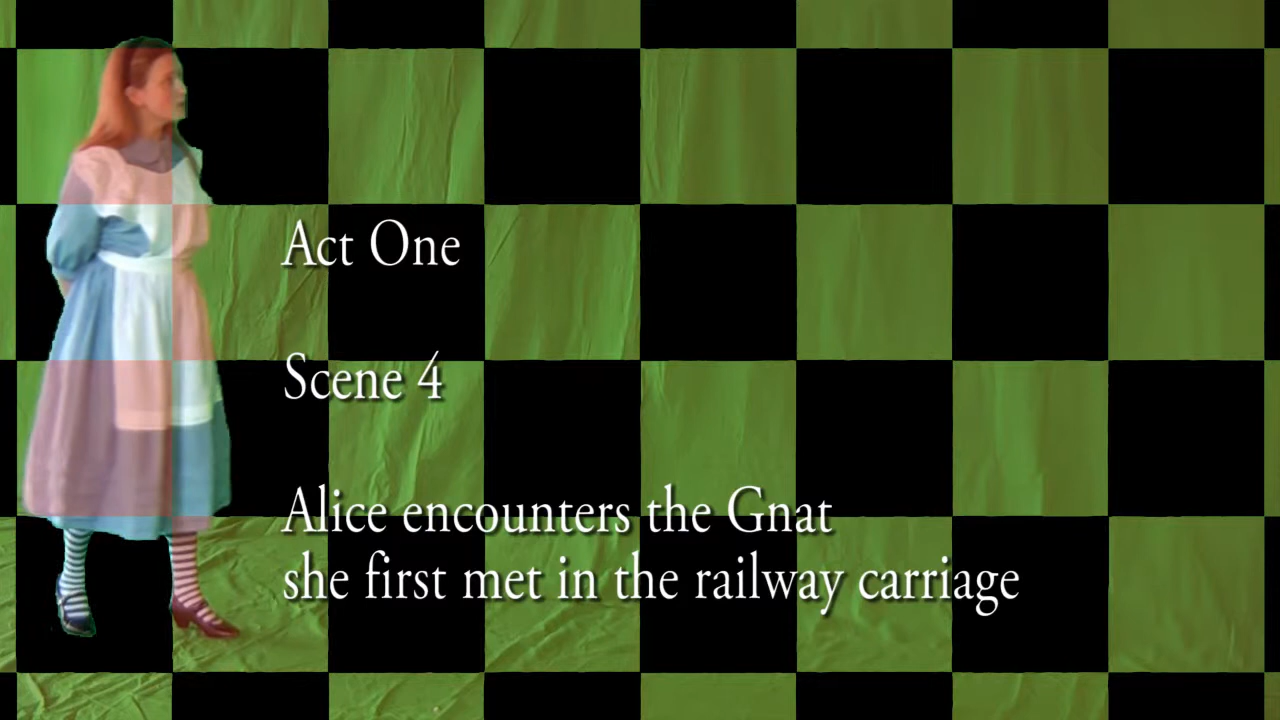 Act One
Scene 4
Alice encounters the Gnat
she first met in the railway carriage